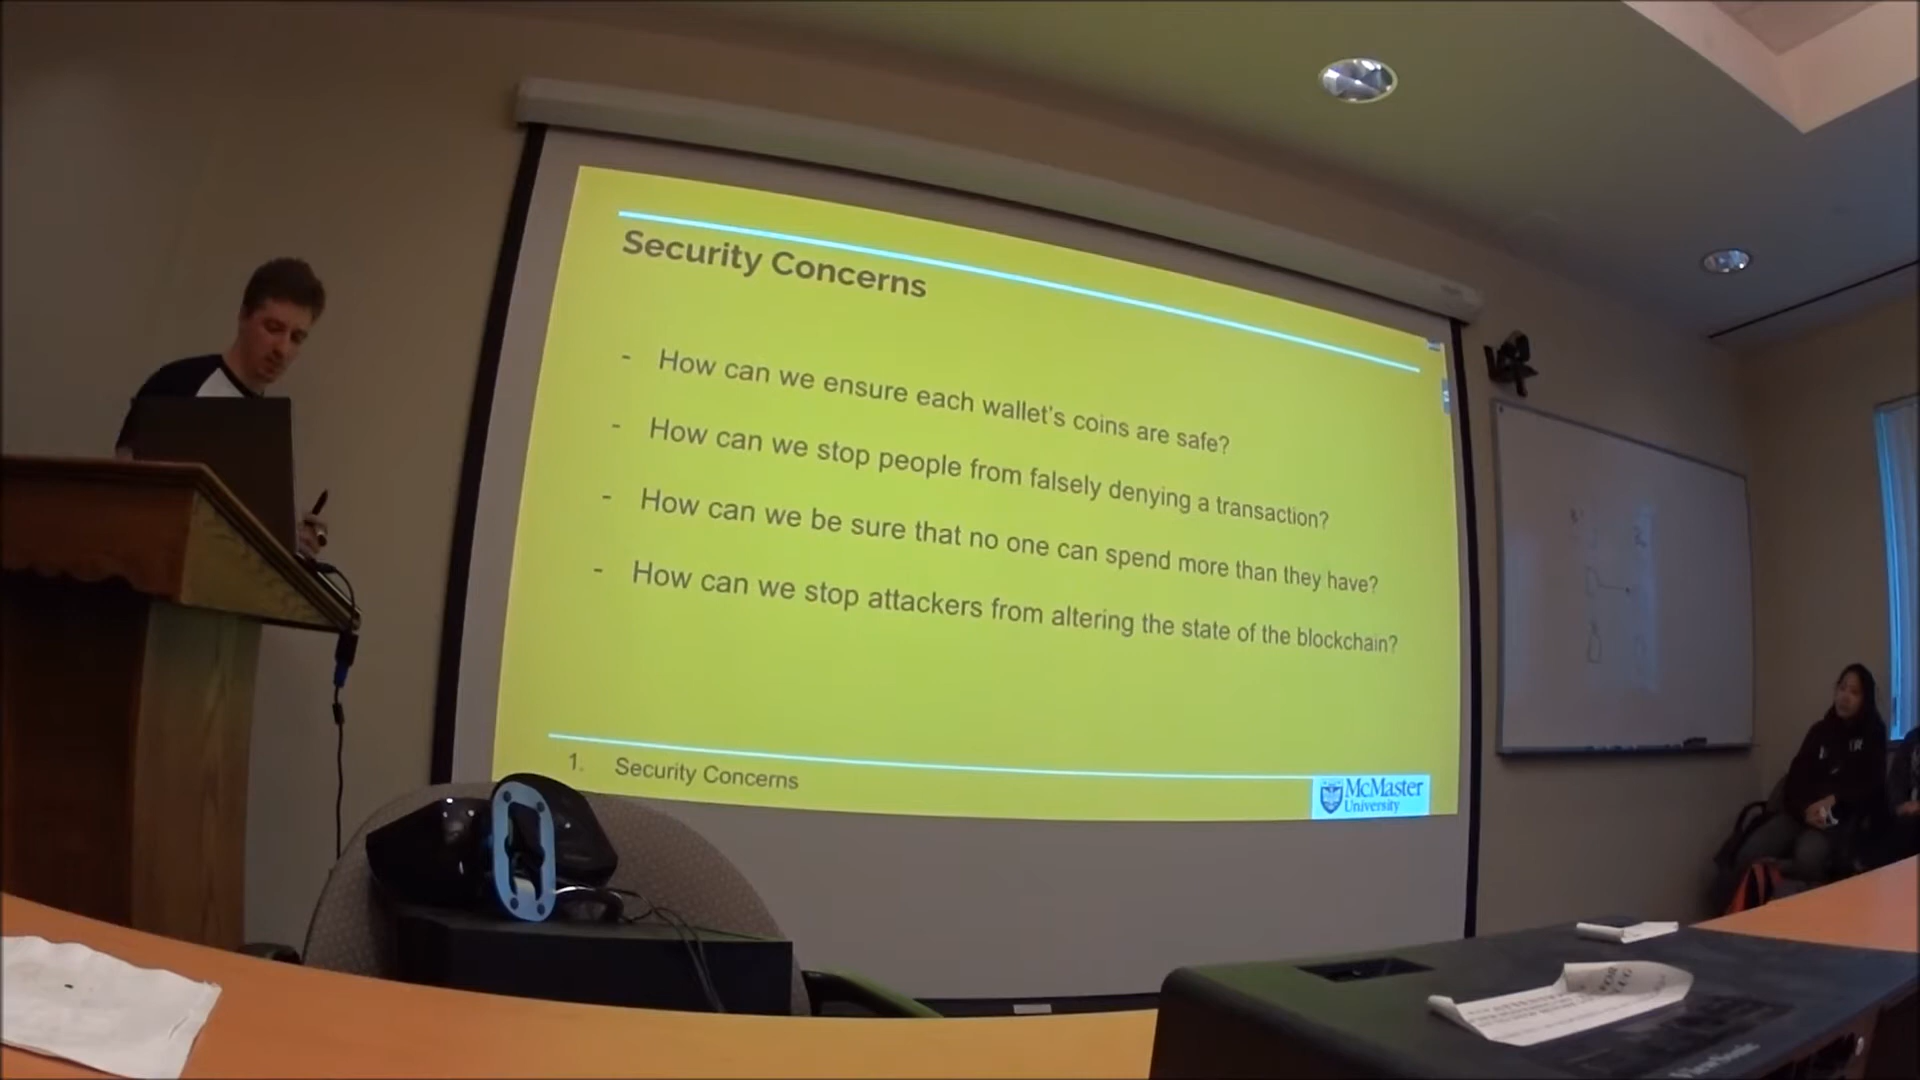 Security Concerns
- How can we ensure each wallet's coins are safe?
- How can we stop people from falsely denying a transaction?
- How can we be sure that no one can spend more than they have?
- How can we stop attackers from altering the state of the blockchain?
1. Security Concerns
McMaster
University
ViewSonic